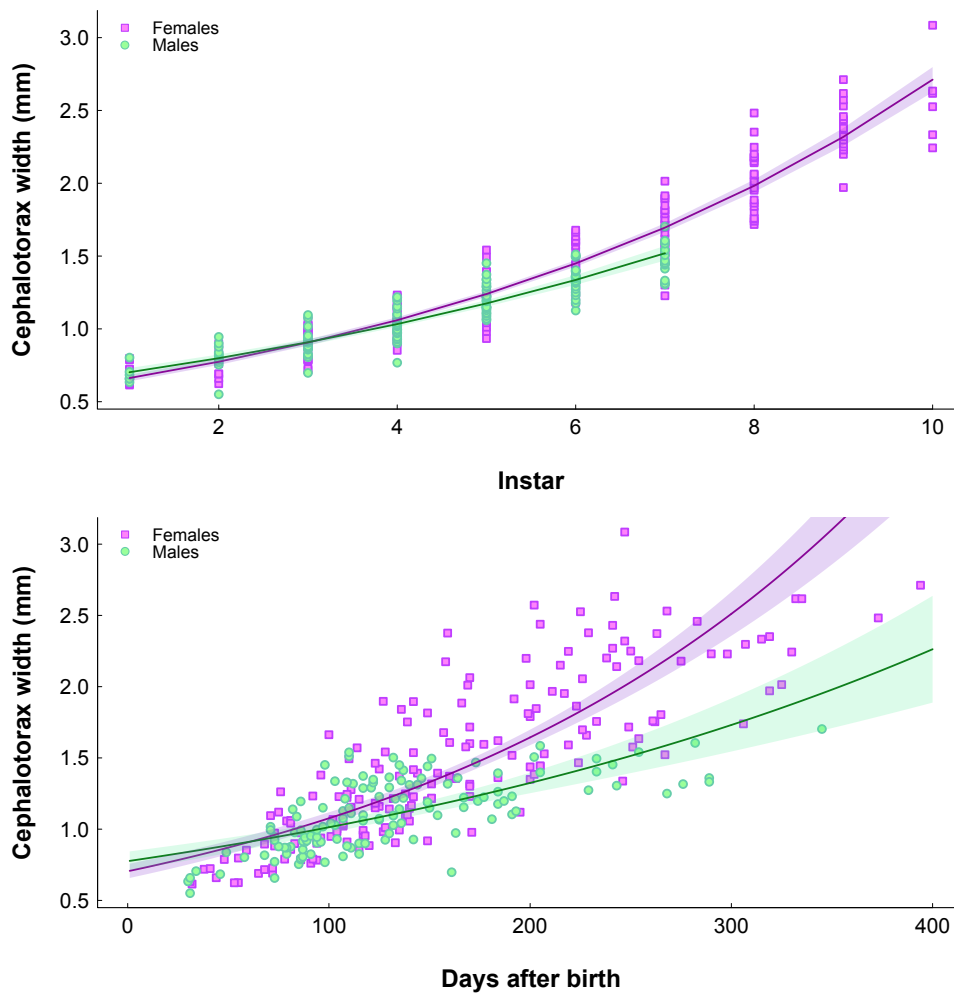 Females
Males
3.0
2.5
2.0
1.5
1.0
0.5
Cephalotorax width (mm)
2 4 6 8 10
Instar
Females
Males
3.0
2.5
2.0
1.5
1.0
0.5
Cephalotorax width (mm)
0 100 200 300 400
Days after birth